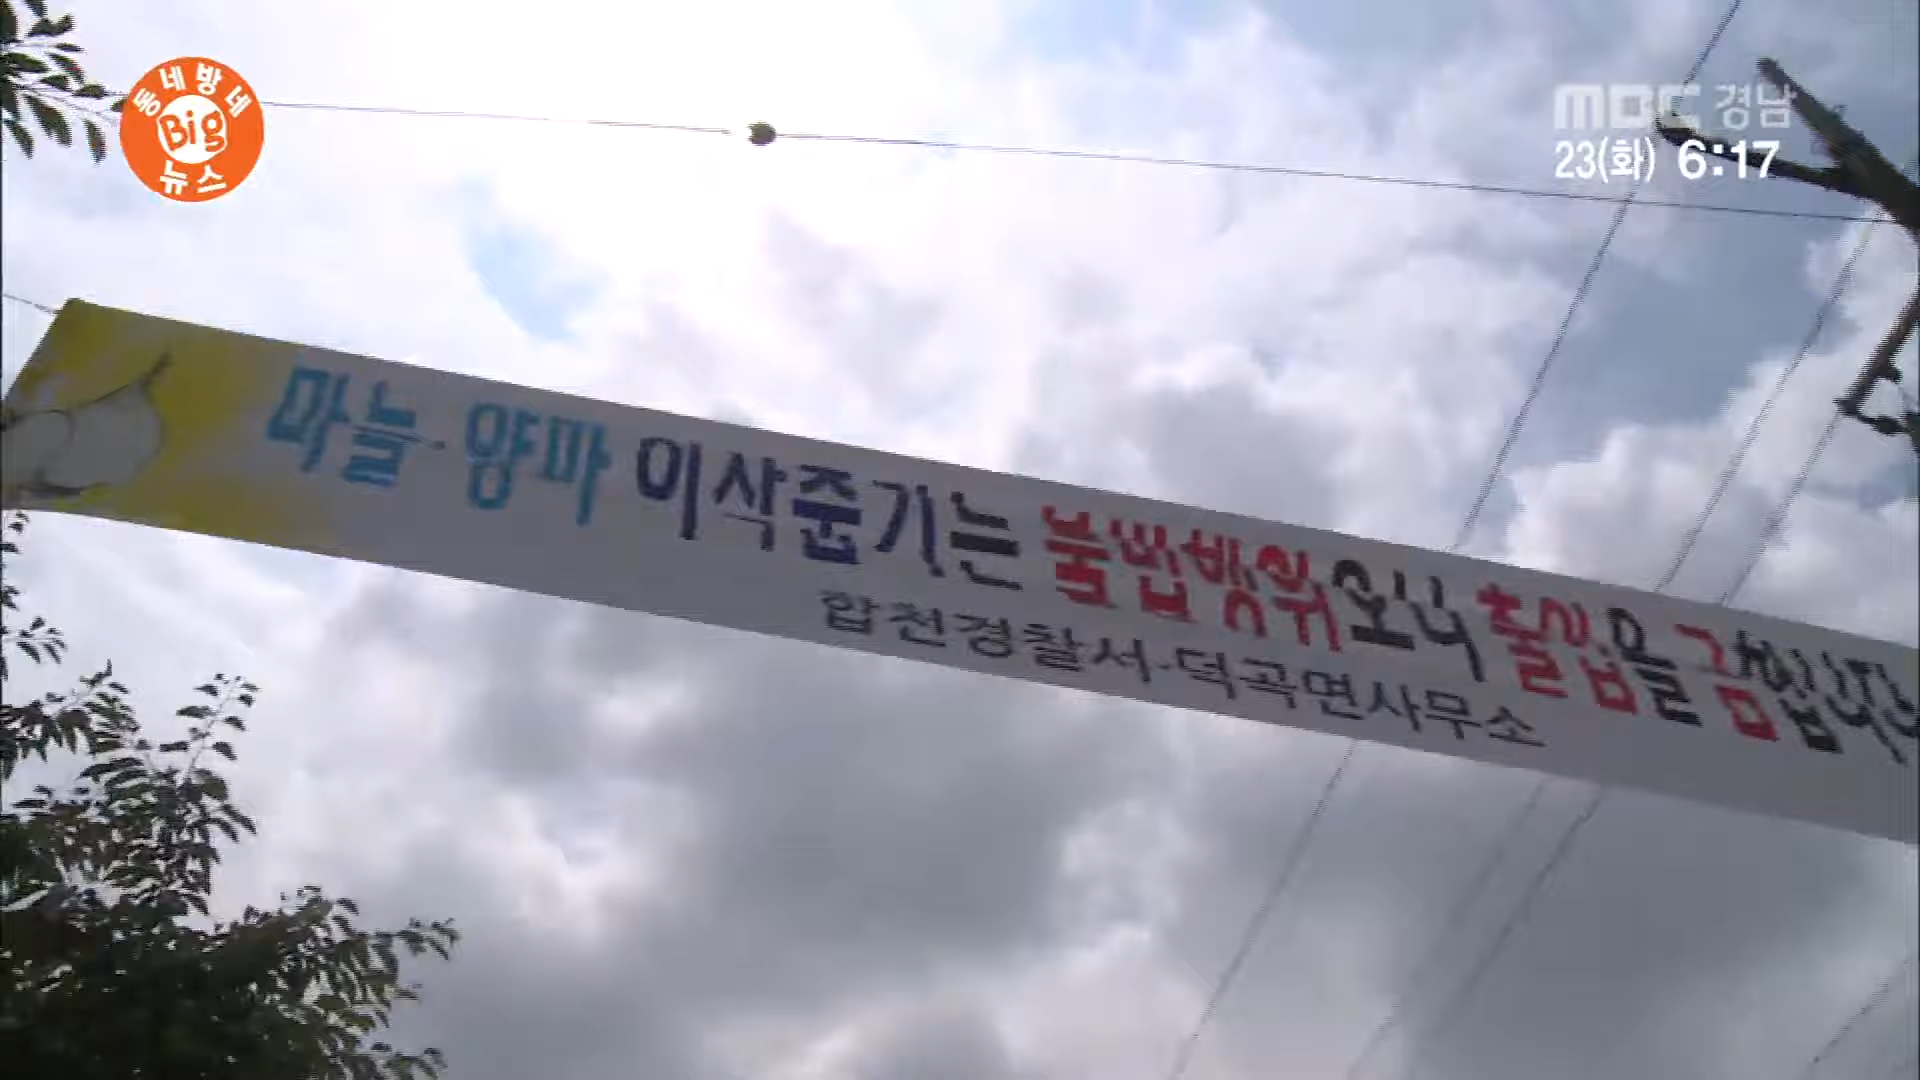 동네방네
Big
뉴스
MBC 경남
23(화) 6:17
마늘·양파 이삭줍기는 불법행위오니 출입을 금합니다
합천경찰서·덕곡면사무소